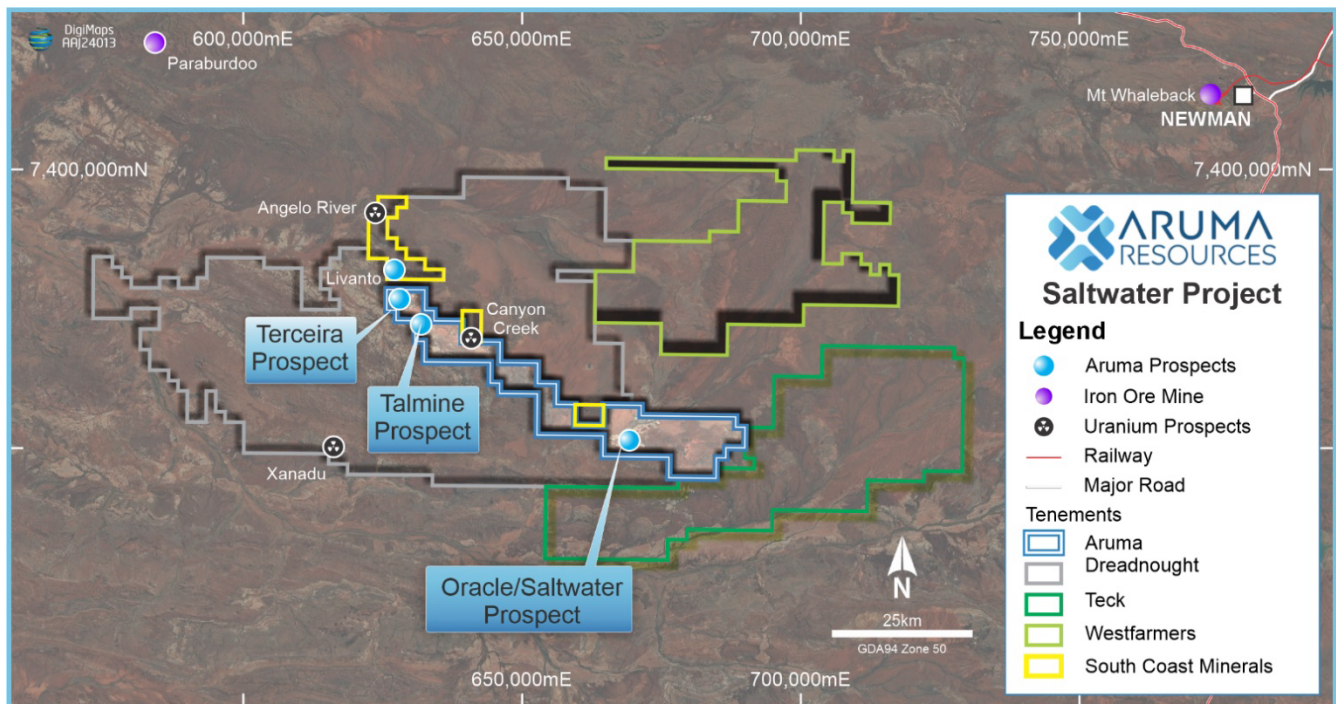 DigiMaps
ARJ24013
600,000mE
650,000mE
700,000mE
750,000mE
Paraburdoo
Mt Whaleback
NEWMAN
7,400,000mN
7,400,000mN
Angelo River
Livanto
Canyon
Creek
Terceira
Prospect
Talmine
Prospect
Xanadu
Oracle/Saltwater
Prospect
N
25km
GDA94 Zone 50
650,000mE
700,000mE
ARUMA
RESOURCES
Saltwater Project
Legend
Aruma Prospects
Iron Ore Mine
Uranium Prospects
Railway
Major Road
Tenements
Aruma
Dreadnought
Teck
Westfarmers
South Coast Minerals